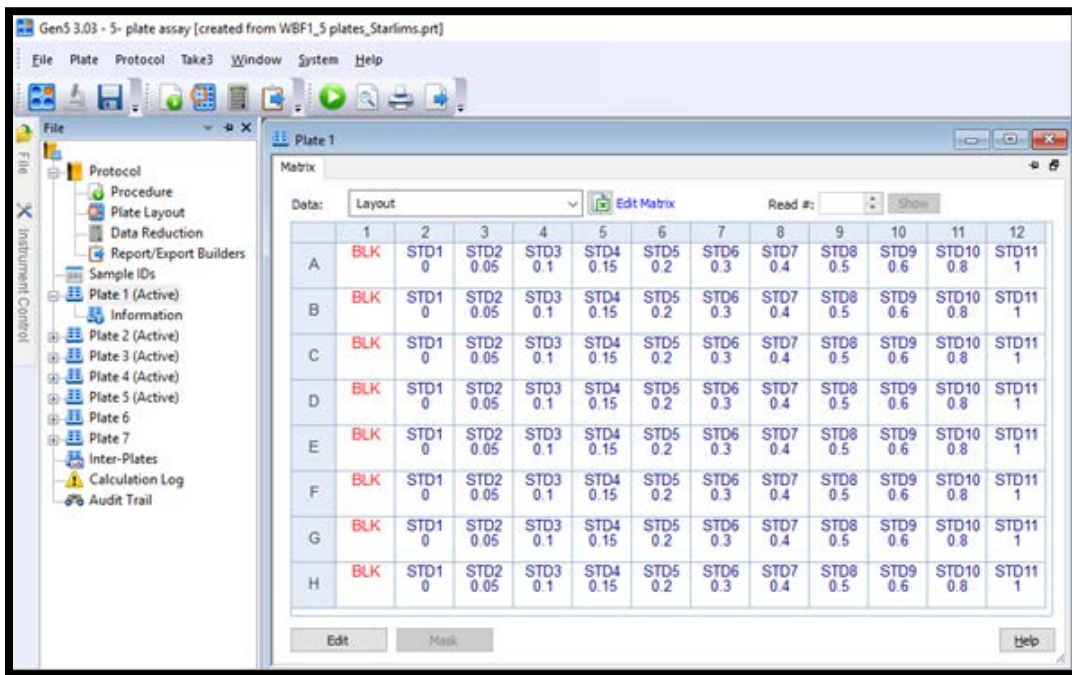 Gen5 3.03 - 5- plate assay [created from WBF1_5 plates_Starlims.prt]
File Plate Protocol Take3 Window System Help
File
File
Instrument Control
Protocol
Procedure
Plate Layout
Data Reduction
Report/Export Builders
Sample IDs
Plate 1 (Active)
Information
Plate 2 (Active)
Plate 3 (Active)
Plate 4 (Active)
Plate 5 (Active)
Plate 6
Plate 7
Inter-Plates
Calculation Log
Audit Trail
Plate 1
Matrix
Data: Layout Edit Matrix Read #: Show
1 2 3 4 5 6 7 8 9 10 11 12
A BLK STD1 STD2 STD3 STD4 STD5 STD6 STD7 STD8 STD9 STD10 STD11
0 0.05 0.1 0.15 0.2 0.3 0.4 0.5 0.6 0.8 1
B BLK STD1 STD2 STD3 STD4 STD5 STD6 STD7 STD8 STD9 STD10 STD11
0 0.05 0.1 0.15 0.2 0.3 0.4 0.5 0.6 0.8 1
C BLK STD1 STD2 STD3 STD4 STD5 STD6 STD7 STD8 STD9 STD10 STD11
0 0.05 0.1 0.15 0.2 0.3 0.4 0.5 0.6 0.8 1
D BLK STD1 STD2 STD3 STD4 STD5 STD6 STD7 STD8 STD9 STD10 STD11
0 0.05 0.1 0.15 0.2 0.3 0.4 0.5 0.6 0.8 1
E BLK STD1 STD2 STD3 STD4 STD5 STD6 STD7 STD8 STD9 STD10 STD11
0 0.05 0.1 0.15 0.2 0.3 0.4 0.5 0.6 0.8 1
F BLK STD1 STD2 STD3 STD4 STD5 STD6 STD7 STD8 STD9 STD10 STD11
0 0.05 0.1 0.15 0.2 0.3 0.4 0.5 0.6 0.8 1
G BLK STD1 STD2 STD3 STD4 STD5 STD6 STD7 STD8 STD9 STD10 STD11
0 0.05 0.1 0.15 0.2 0.3 0.4 0.5 0.6 0.8 1
H BLK STD1 STD2 STD3 STD4 STD5 STD6 STD7 STD8 STD9 STD10 STD11
0 0.05 0.1 0.15 0.2 0.3 0.4 0.5 0.6 0.8 1
Edit Mask Help